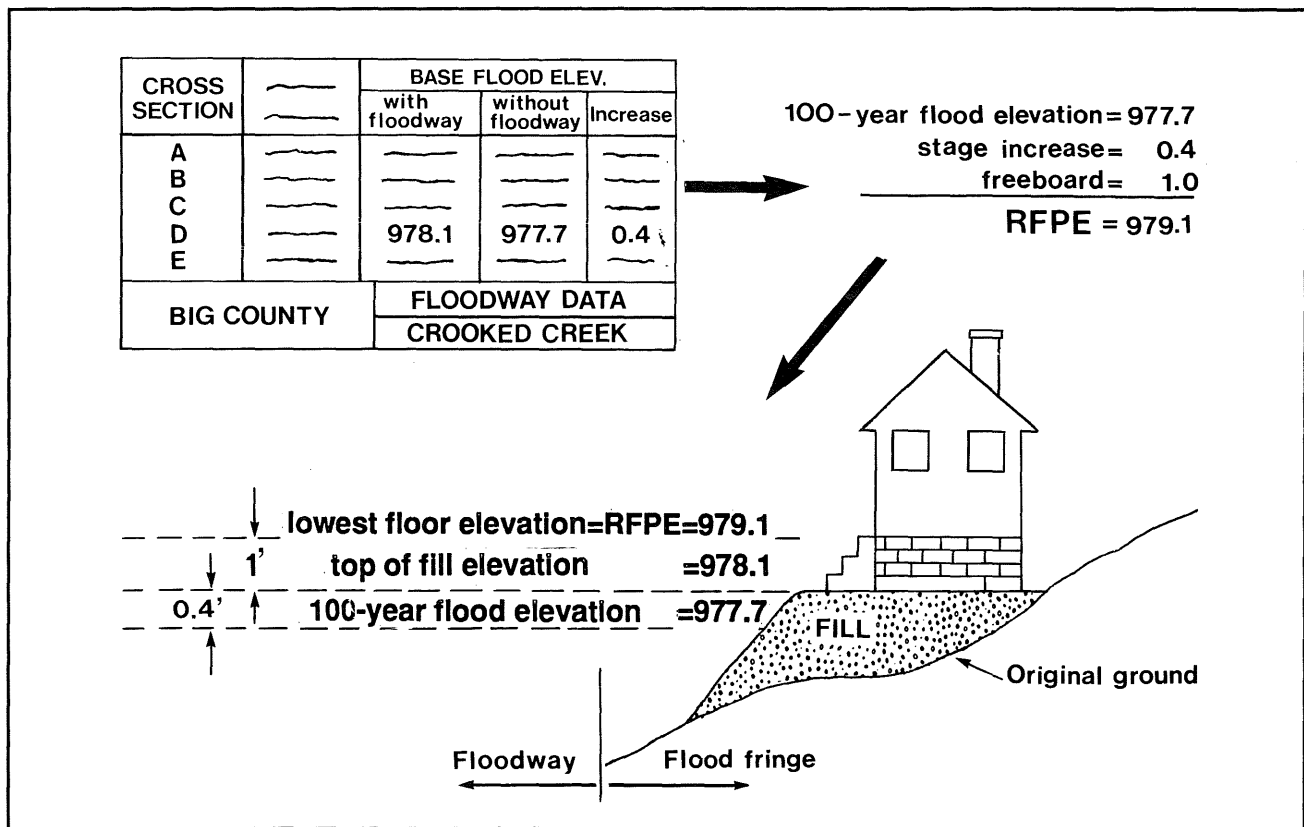 CROSS SECTION
BASE FLOOD ELEV.
with floodway
without floodway
Increase
A
B
C
D 978.1 977.7 0.4
E
BIG COUNTY
FLOODWAY DATA
CROOKED CREEK
100-year flood elevation= 977.7
stage increase= 0.4
freeboard= 1.0
RFPE = 979.1
lowest floor elevation=RFPE=979.1
1' top of fill elevation =978.1
0.4' 100-year flood elevation =977.7
FILL
Original ground
Floodway
Flood fringe